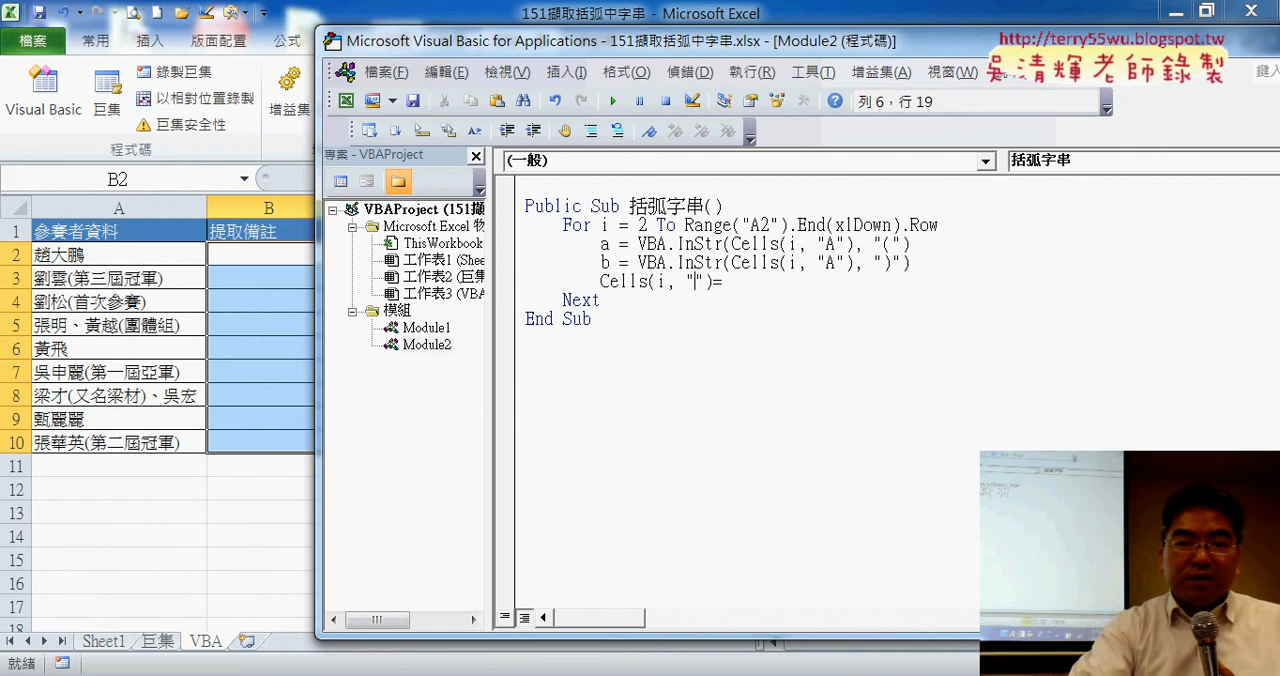 151擷取括弧中字串 - Microsoft Excel
檔案 常用 插入 版面配置 公式
Visual Basic 巨集 錄製巨集 以相對位置錄製 巨集安全性 增益集
程式碼
Microsoft Visual Basic for Applications - 151擷取括弧中字串.xlsx - [Module2 (程式碼)]
http://terry55wu.blogspot.tw
吳清輝老師錄製
鍵入
檔案(F) 編輯(E) 檢視(V) 插入(I) 格式(O) 偵錯(D) 執行(R) 工具(T) 增益集(A) 視窗(W)
列 6，行 19
專案 - VBAProject
(一般) 括弧字串
VBAProject (151擷
Microsoft Excel 物
ThisWorkbook
工作表1 (Shee
工作表2 (巨集
工作表3 (VBA
模組
Module1
Module2
Public Sub 括弧字串()
For i = 2 To Range("A2").End(xlDown).Row
a = VBA.InStr(Cells(i, "A"), "(")
b = VBA.InStr(Cells(i, "A"), ")")
Cells(i, "")=
Next
End Sub
B2
A B
1 參賽者資料 提取備註
2 趙大鵬
3 劉雲(第三屆冠軍)
4 劉松(首次參賽)
5 張明、黃越(團體組)
6 黃飛
7 吳申麗(第一屆亞軍)
8 梁才(又名梁材)、吳宏
9 甄麗麗
10 張華英(第二屆冠軍)
11
12
13
14
15
16
17
18
Sheet1 巨集 VBA
就緒